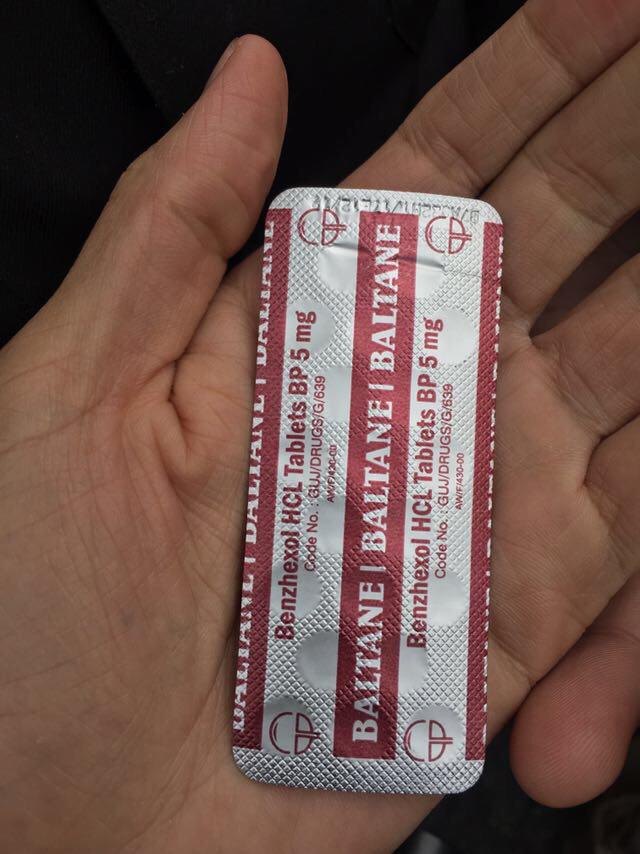 BALTANE | BALTANE
Benzhexol HCL Tablets BP 5 mg
Code No. : GUJ/DRUGS/G/639
AW/F/430-00
BALTANE | BALTANE | BALTANE
Benzhexol HCL Tablets BP 5 mg
Code No. : GUJ/DRUGS/G/639
AW/F/430-00